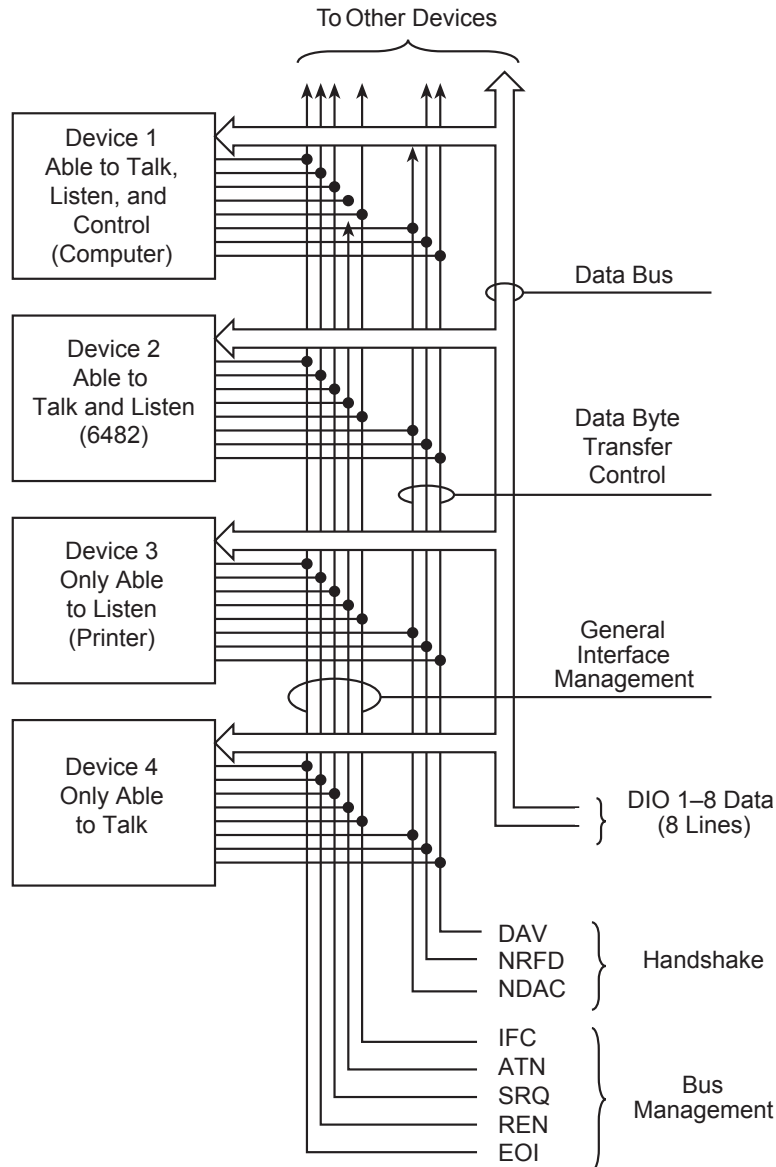 To Other Devices
Device 1
Able to Talk,
Listen, and
Control
(Computer)
Data Bus
Device 2
Able to
Talk and Listen
(6482)
Data Byte
Transfer
Control
Device 3
Only Able
to Listen
(Printer)
General
Interface
Management
Device 4
Only Able
to Talk
DIO 1–8 Data
(8 Lines)
DAV
NRFD
NDAC
Handshake
IFC
ATN
SRQ
REN
EOI
Bus
Management